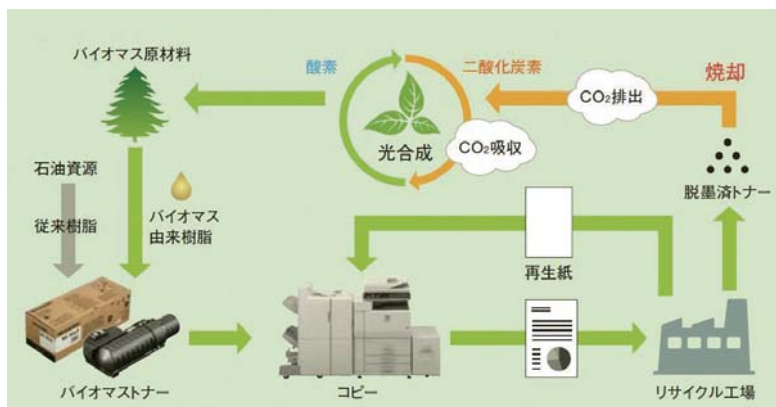 バイオマス原材料
酸素
二酸化炭素
焼却
CO2排出
光合成
CO2吸収
石油資源
従来樹脂
バイオマス
由来樹脂
脱墨済トナー
再生紙
バイオマストナー
コピー
リサイクル工場